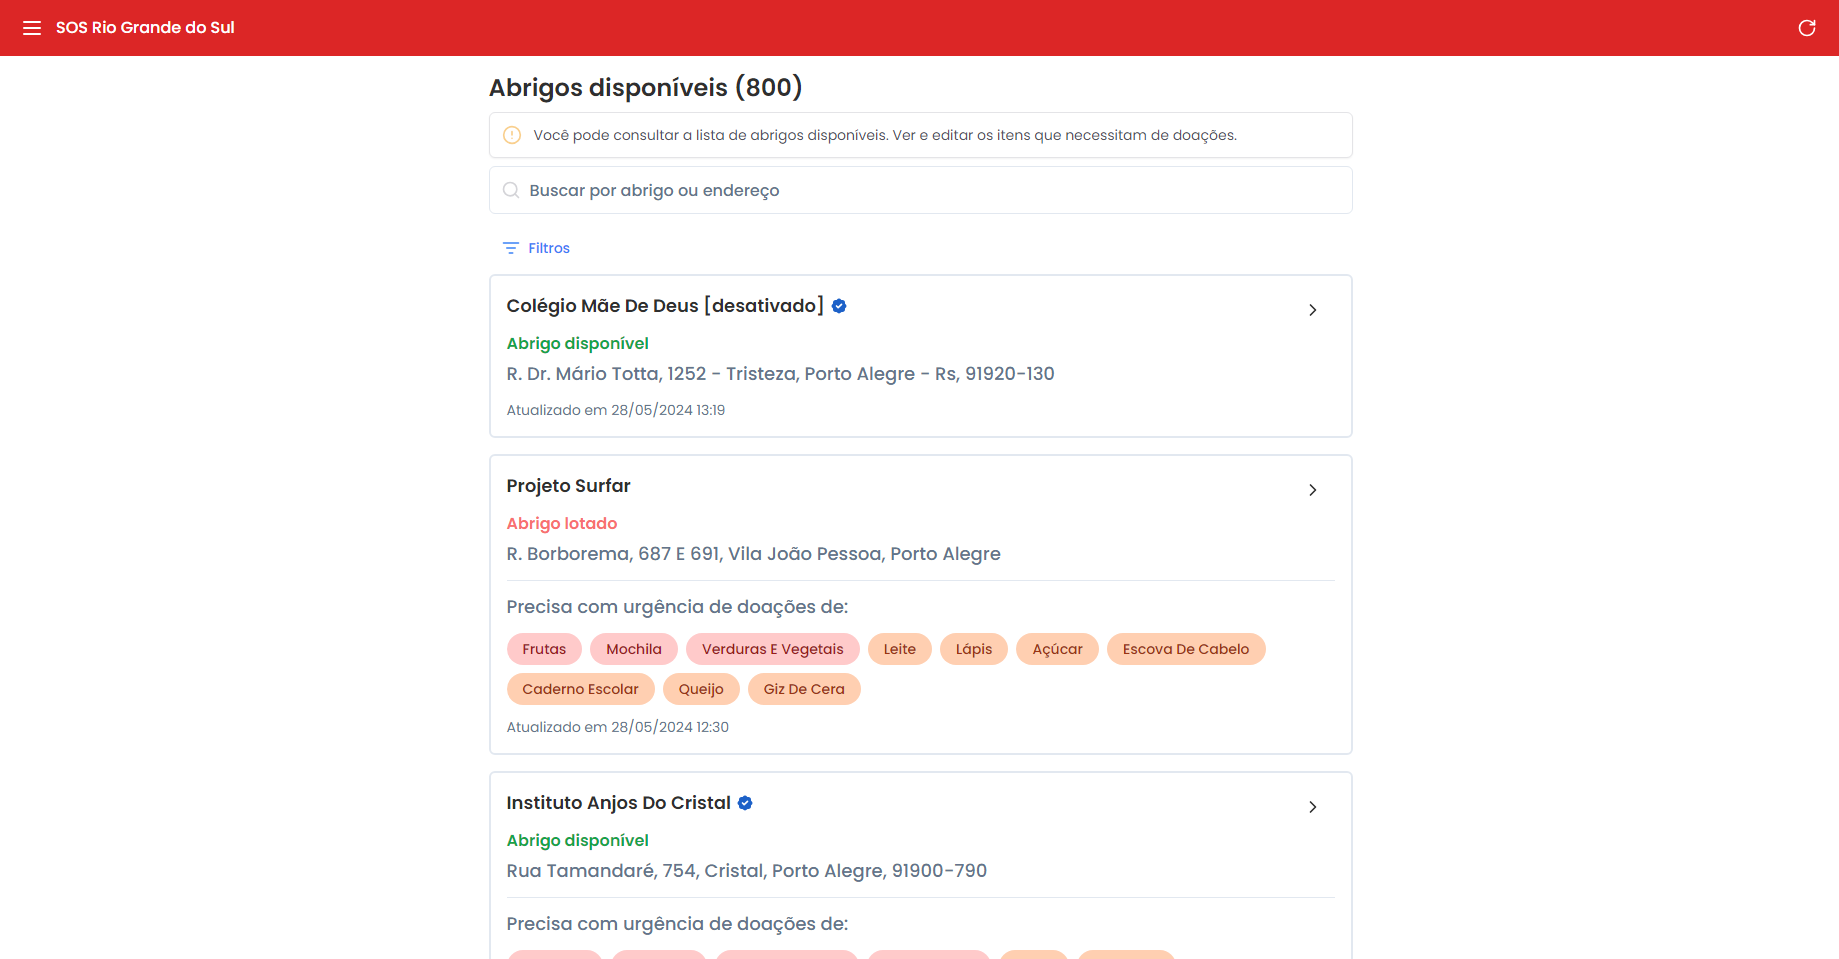 SOS Rio Grande do Sul
Abrigos disponíveis (800)
Você pode consultar a lista de abrigos disponíveis. Ver e editar os itens que necessitam de doações.
Buscar por abrigo ou endereço
Filtros
Colégio Mãe De Deus [desativado]
Abrigo disponível
R. Dr. Mário Totta, 1252 - Tristeza, Porto Alegre - Rs, 91920-130
Atualizado em 28/05/2024 13:19
Projeto Surfar
Abrigo lotado
R. Borborema, 687 E 691, Vila João Pessoa, Porto Alegre
Precisa com urgência de doações de:
Frutas Mochila Verduras E Vegetais Leite Lápis Açúcar Escova De Cabelo
Caderno Escolar Queijo Giz De Cera
Atualizado em 28/05/2024 12:30
Instituto Anjos Do Cristal
Abrigo disponível
Rua Tamandaré, 754, Cristal, Porto Alegre, 91900-790
Precisa com urgência de doações de: